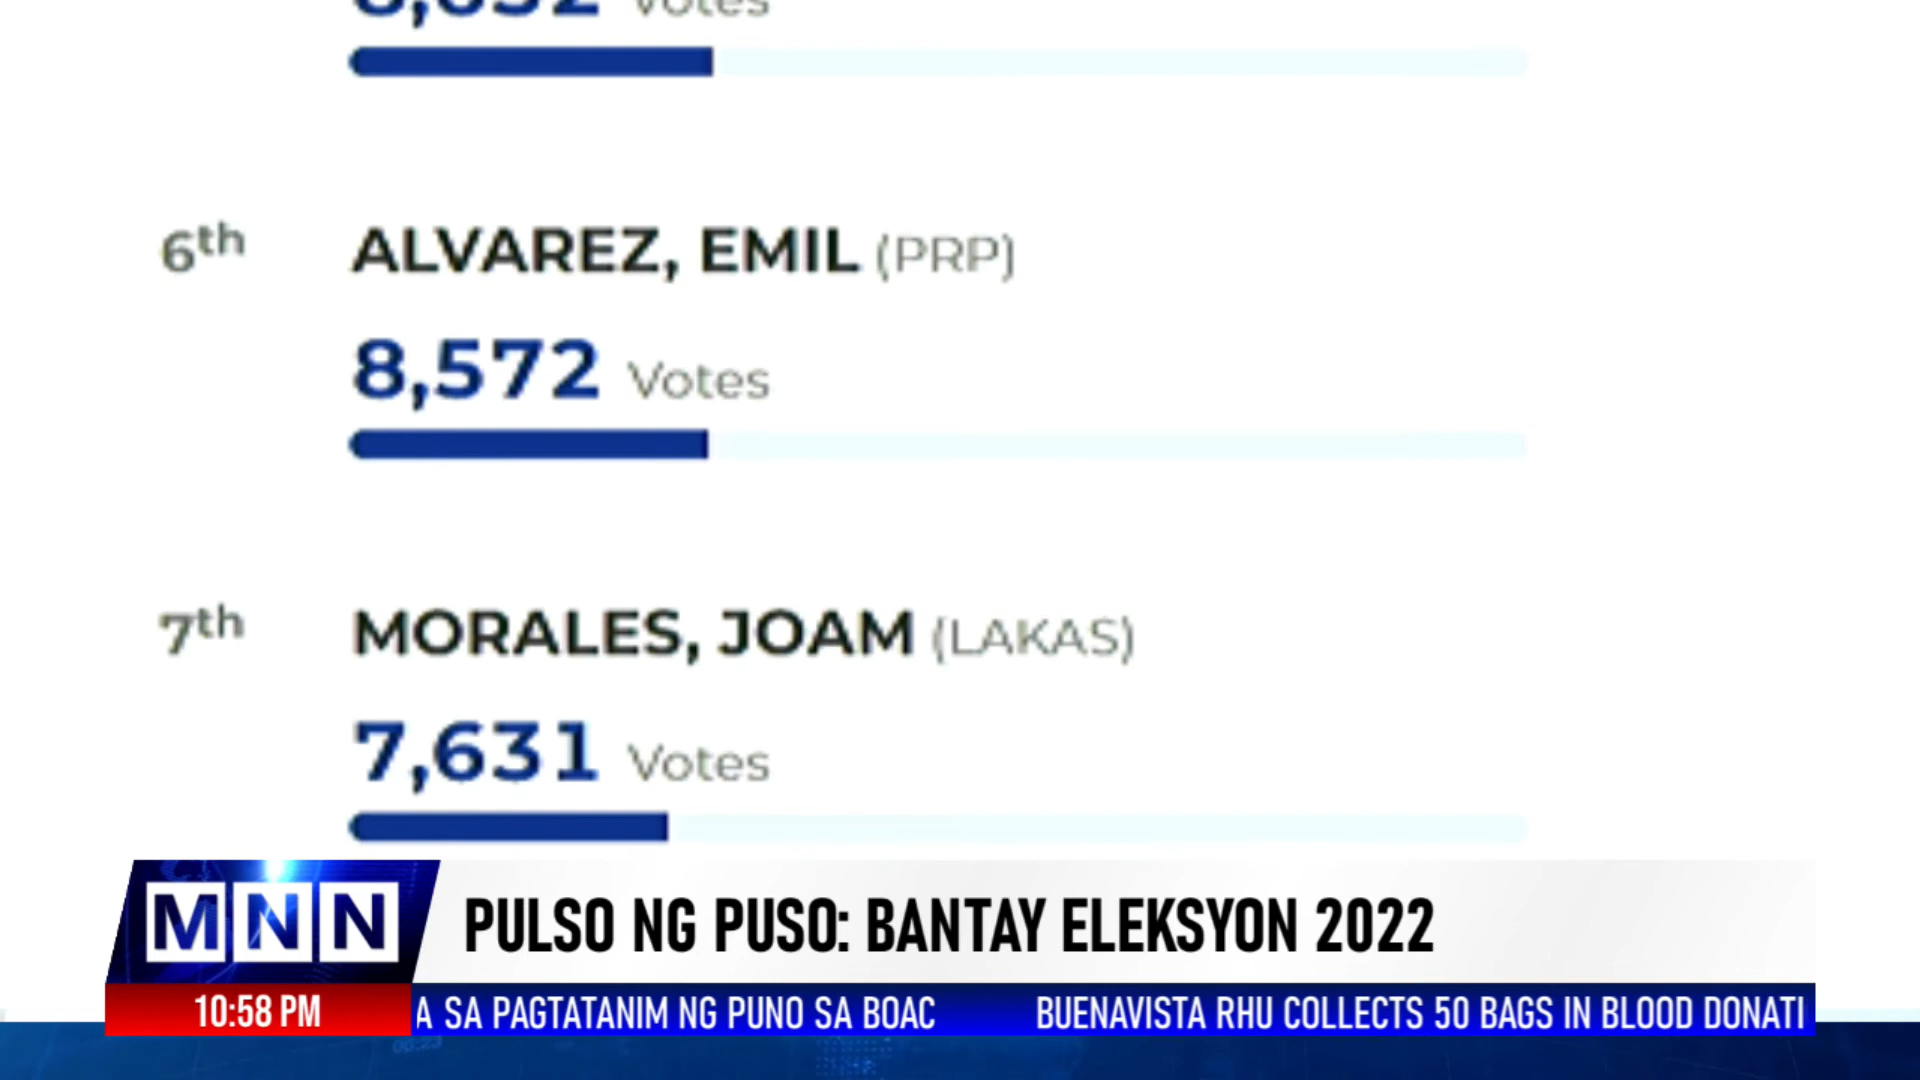 Votes
6th ALVAREZ, EMIL (PRP)
8,572 Votes
7th MORALES, JOAM (LAKAS)
7,631 Votes
MNN
PULSO NG PUSO: BANTAY ELEKSYON 2022
10:58 PM
A SA PAGTATANIM NG PUNO SA BOAC BUENAVISTA RHU COLLECTS 50 BAGS IN BLOOD DONATI